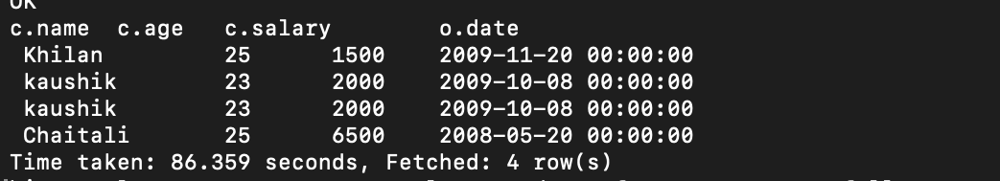 OK
c.name  c.age   c.salary        o.date
 Khilan         25      1500    2009-11-20 00:00:00
 kaushik        23      2000    2009-10-08 00:00:00
 kaushik        23      2000    2009-10-08 00:00:00
 Chaitali       25      6500    2008-05-20 00:00:00
Time taken: 86.359 seconds, Fetched: 4 row(s)